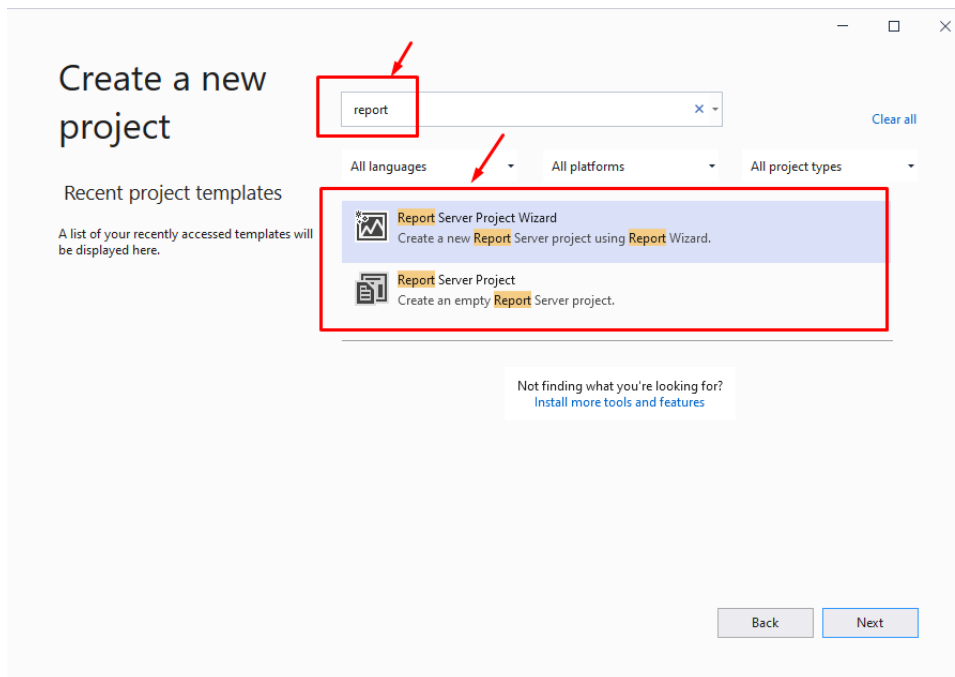 Create a new
project
Recent project templates
A list of your recently accessed templates will
be displayed here.
report
Clear all
All languages
All platforms
All project types
Report Server Project Wizard
Create a new Report Server project using Report Wizard.
Report Server Project
Create an empty Report Server project.
Not finding what you're looking for?
Install more tools and features
Back
Next